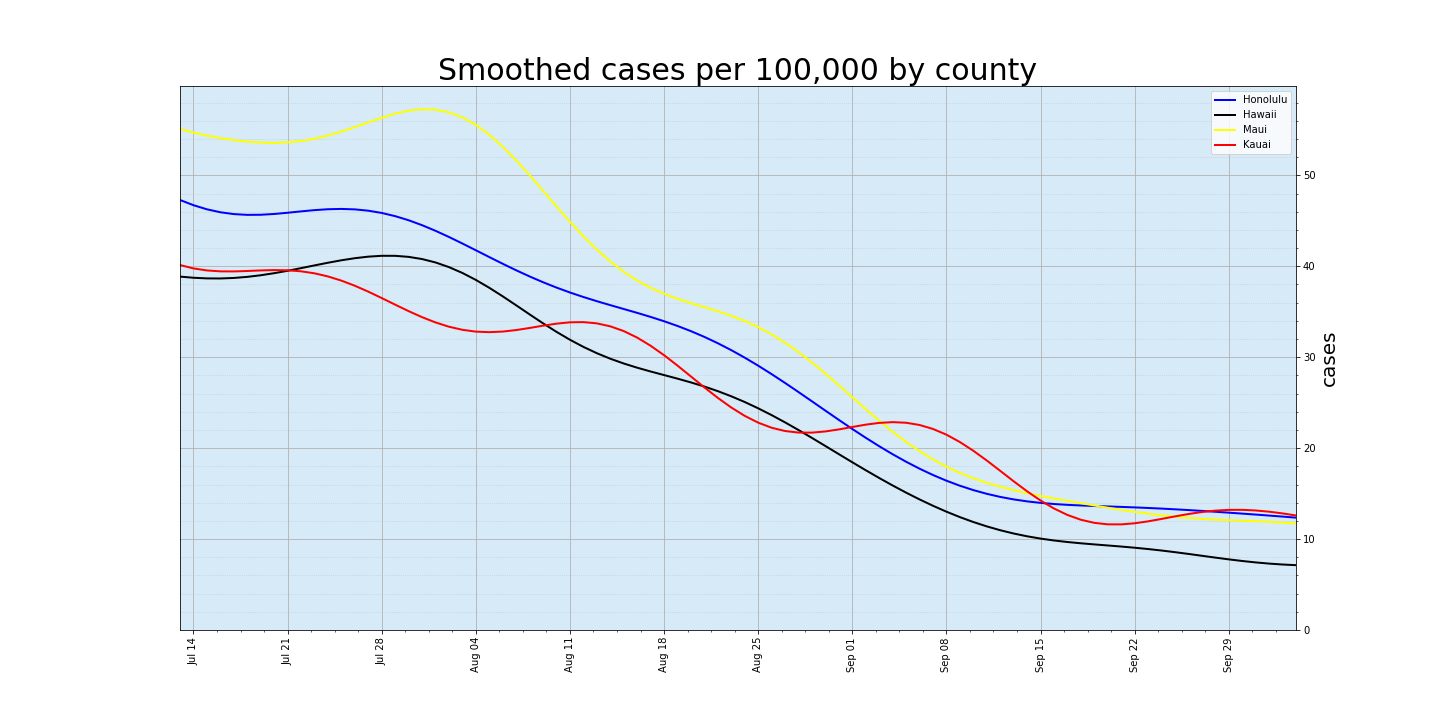 Smoothed cases per 100,000 by county
Honolulu
Hawaii
Maui
Kauai
50
40
30
20
10
0
cases
Jul 14
Jul 21
Jul 28
Aug 04
Aug 11
Aug 18
Aug 25
Sep 01
Sep 08
Sep 15
Sep 22
Sep 29